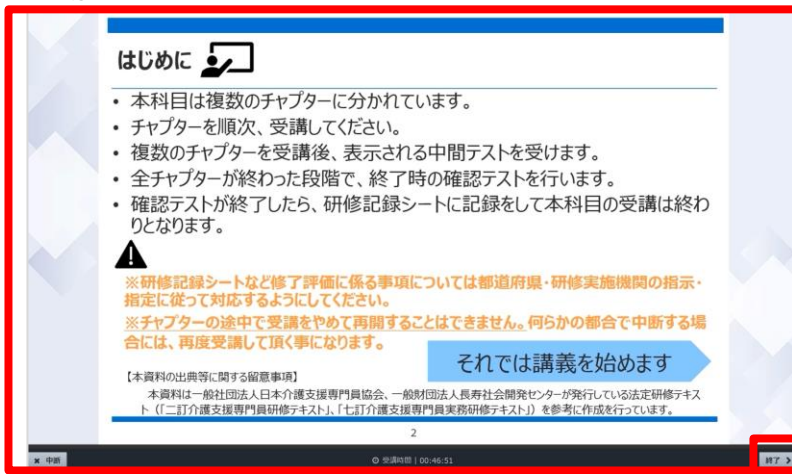 はじめに
• 本科目は複数のチャプターに分かれています。
• チャプターを順次、受講してください。
• 複数のチャプターを受講後、表示される中間テストを受けます。
• 全チャプターが終わった段階で、終了時の確認テストを行います。
• 確認テストが終了したら、研修記録シートに記録をして本科目の受講は終わ
りとなります。
※研修記録シートなど修了評価に係る事項については都道府県・研修実施機関の指示・
指定に従って対応するようにしてください。
※チャプターの途中で受講をやめて再開することはできません。何らかの都合で中断する場
合には、再度受講して頂く事になります。
それでは講義を始めます
【本資料の出典等に関する留意事項】
本資料は一般社団法人日本介護支援専門員協会、一般財団法人長寿社会開発センターが発行している法定研修テキス
ト（「二訂介護支援専門員研修テキスト」、「七訂介護支援専門員実務研修テキスト」）を参考に作成を行っています。
2
× 中断 受講時間 | 00:46:51 終了 >